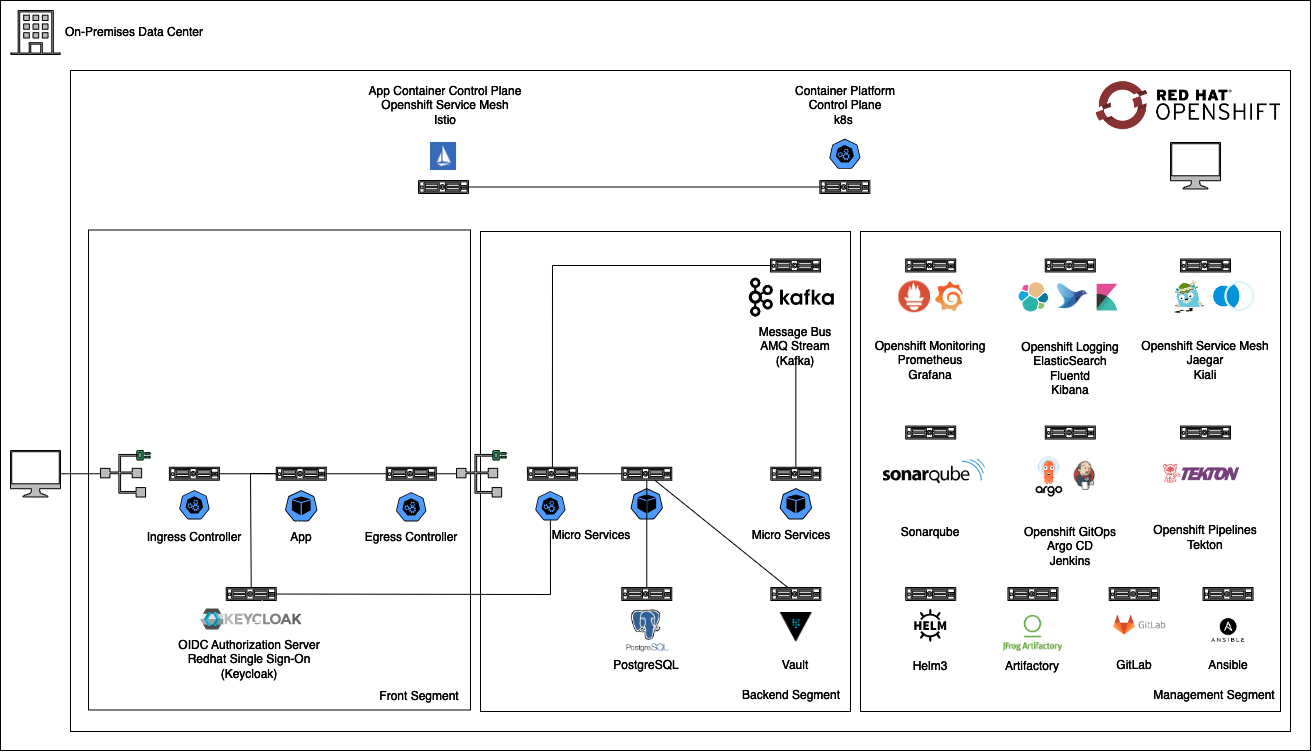 On-Premises Data Center
App Container Control Plane
Openshift Service Mesh
Istio
Container Platform
Control Plane
k8s
RED HAT®
OPENSHIFT
kafka
Message Bus
AMQ Stream
(Kafka)
Openshift Monitoring
Prometheus
Grafana
Openshift Logging
ElasticSearch
Fluentd
Kibana
Openshift Service Mesh
Jaegar
Kiali
sonarqube
argo
TEKTON
Sonarqube
Openshift GitOps
Argo CD
Jenkins
Openshift Pipelines
Tekton
Ingress Controller
App
Egress Controller
Micro Services
Micro Services
KEYCLOAK
OIDC Authorization Server
Redhat Single Sign-On
(Keycloak)
PostgreSQL
PostgreSQL
Vault
HELM
Helm3
JFrog Artifactory
Artifactory
GitLab
GitLab
ANSIBLE
Ansible
Front Segment
Backend Segment
Management Segment